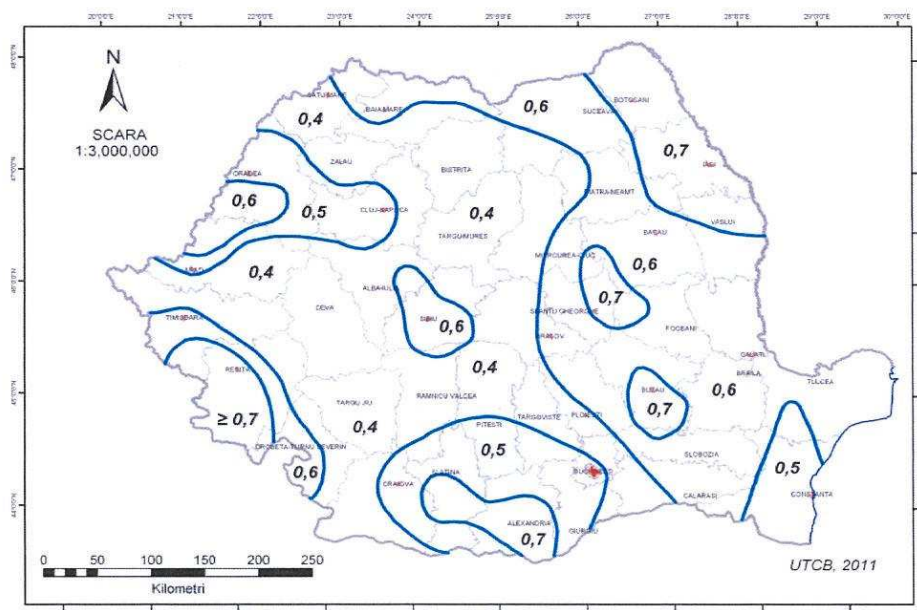 20°0'E 21°0'E 22°0'E 23°0'E 24°0'E 25°0'E 26°0'E 27°0'E 28°0'E 29°0'E 30°0'E
48°0'0"N
47°0'0"N
46°0'0"N
45°0'0"N
44°0'0"N
N
SCARA
1:3,000,000
SATU MARE
BAIA MARE
0,4
0,6
SUCEAVA
BOTOSANI
0,7
IASI
ZALAU
ORADEA
BISTRITA
PIATRA-NEAMT
0,6
0,5
CLUJ-NAPOCA
0,4
VASLUI
TARGU MURES
BACAU
ARAD
0,4
MIERCUREA-CIUC
0,6
ALBA-IULIA
0,7
DEVA
TIMISOARA
SIBIU
0,6
SFANTU GHEORGHE
FOCSANI
BRASOV
GALATI
RESITA
0,4
BRAILA
TULCEA
BUZAU
0,6
≥ 0,7
TARGU JIU
RAMNICU VALCEA
0,7
0,4
TARGOVISTE
PLOIESTI
PITESTI
DROBETA-TURNU SEVERIN
0,5
SLOBOZIA
0,6
SLATINA
BUCURESTI
0,5
CRAIOVA
CALARASI
CONSTANTA
ALEXANDRIA
GIURGIU
0,7
0 50 100 150 200 250
Kilometri
UTCB, 2011